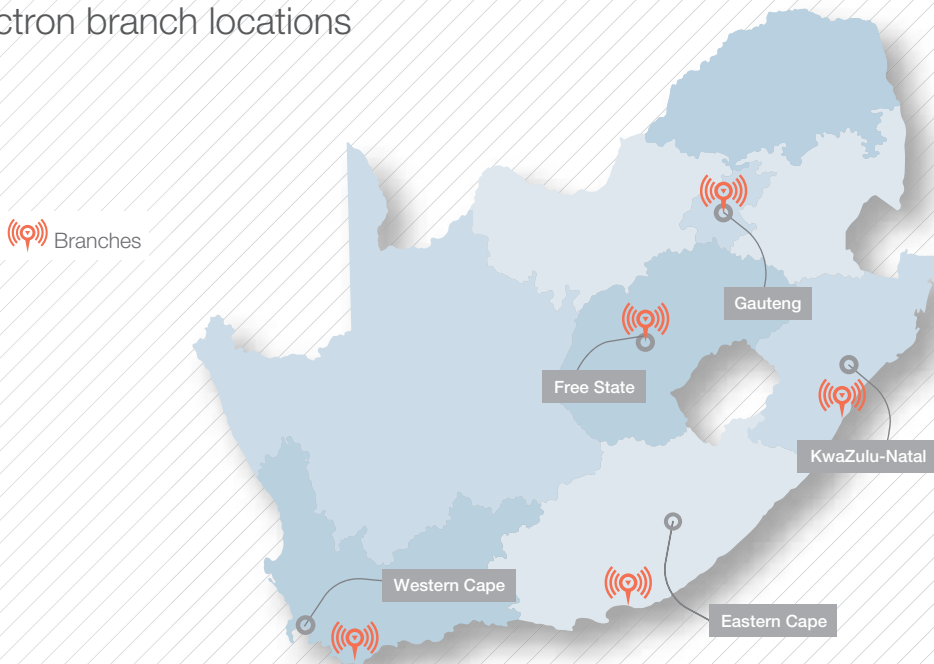 ctron branch locations
Branches
Gauteng
Free State
KwaZulu-Natal
Western Cape
Eastern Cape